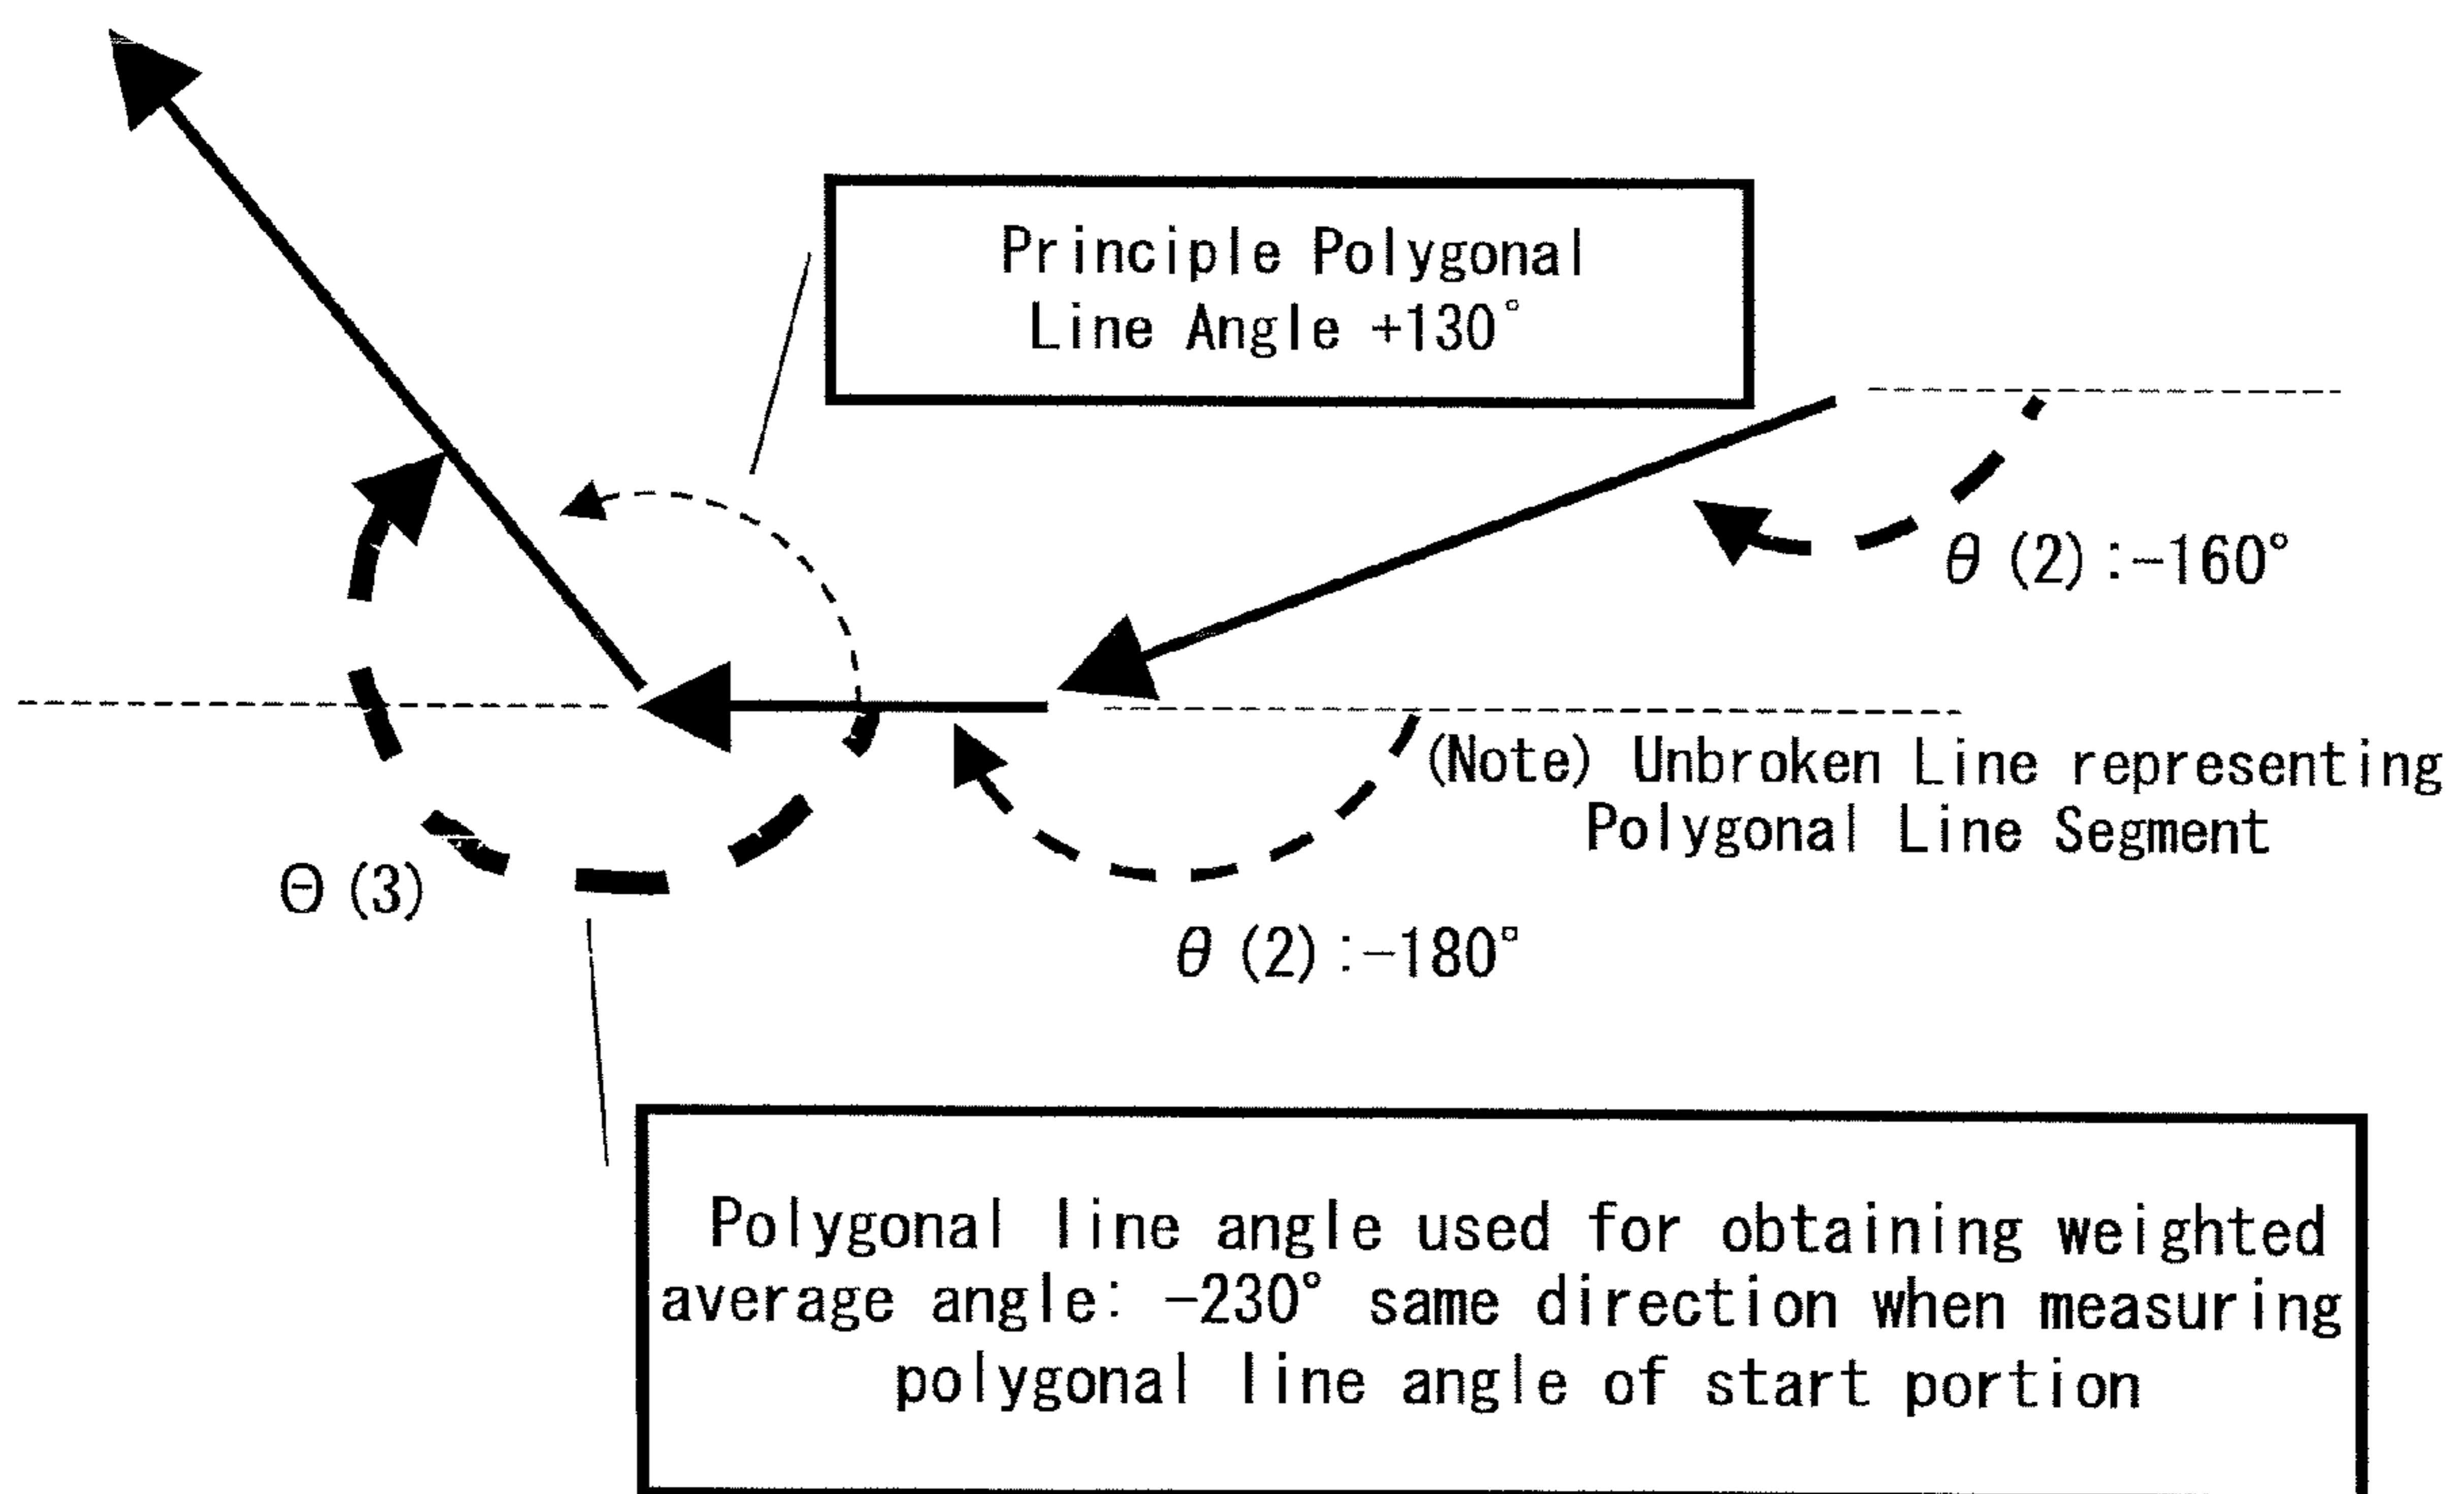 Principle Polygonal
Line Angle +130°
θ (2) :-160°
(Note) Unbroken Line representing
Polygonal Line Segment
Θ (3)
θ (2) :-180°
Polygonal line angle used for obtaining weighted
average angle: -230° same direction when measuring
polygonal line angle of start portion